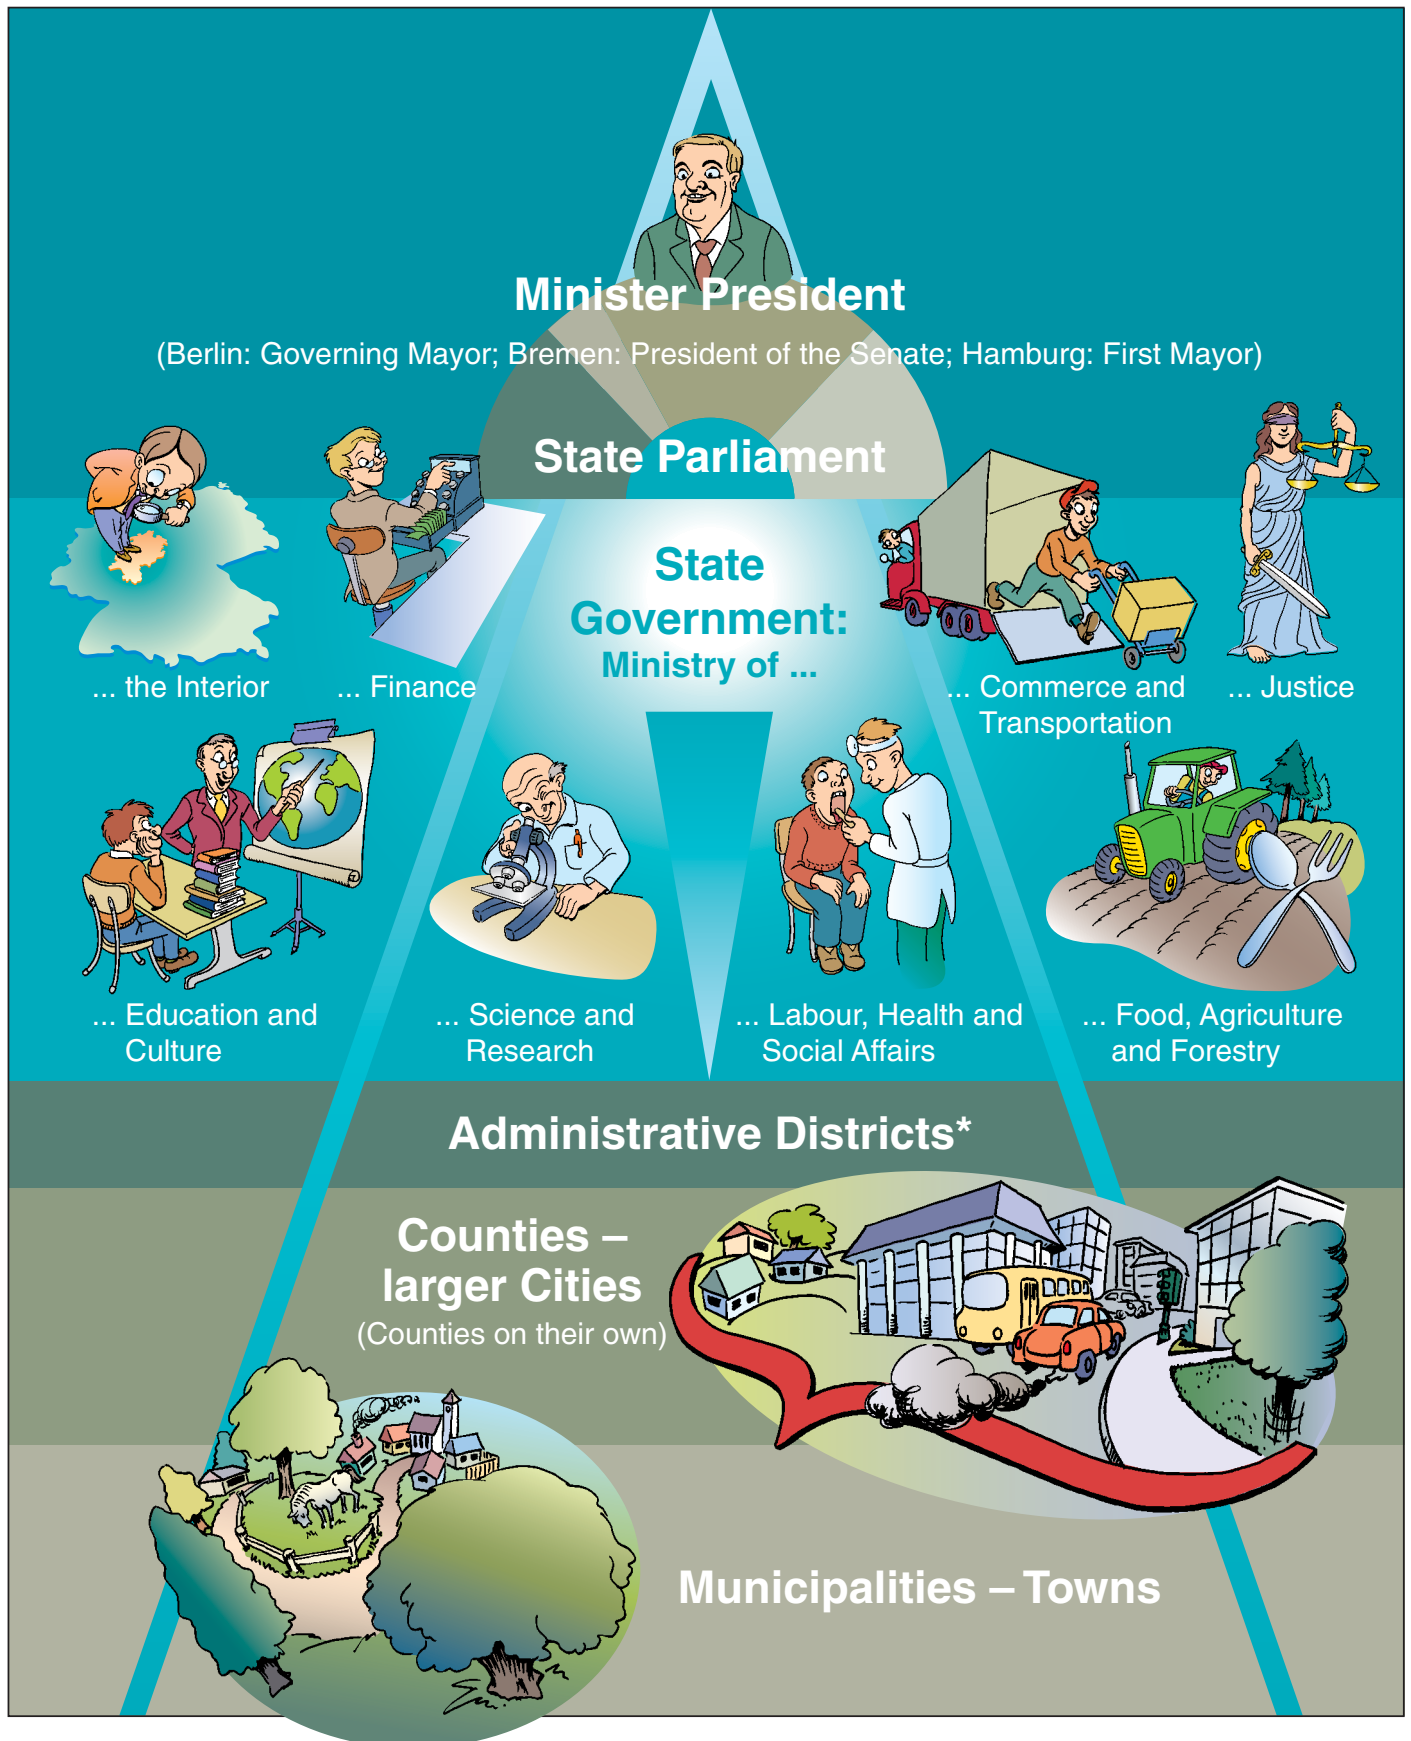 Minister President
(Berlin: Governing Mayor; Bremen: President of the Senate; Hamburg: First Mayor)
State Parliament
State
Government:
Ministry of ...
... the Interior
... Finance
... Commerce and
Transportation
... Justice
... Education and
Culture
... Science and
Research
... Labour, Health and
Social Affairs
... Food, Agriculture
and Forestry
Administrative Districts*
Counties –
larger Cities
(Counties on their own)
Municipalities – Towns